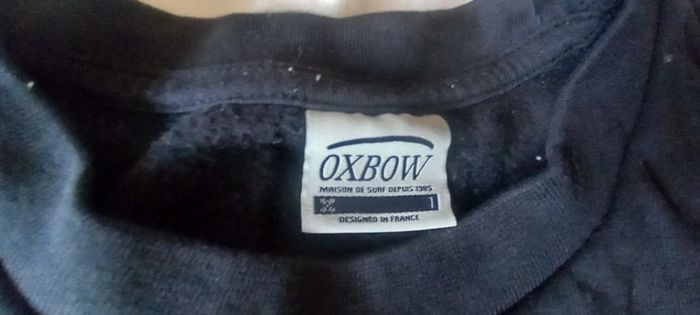 OXBOW
MAISON DE SURF DEPUIS 1985
1
DESIGNED IN FRANCE